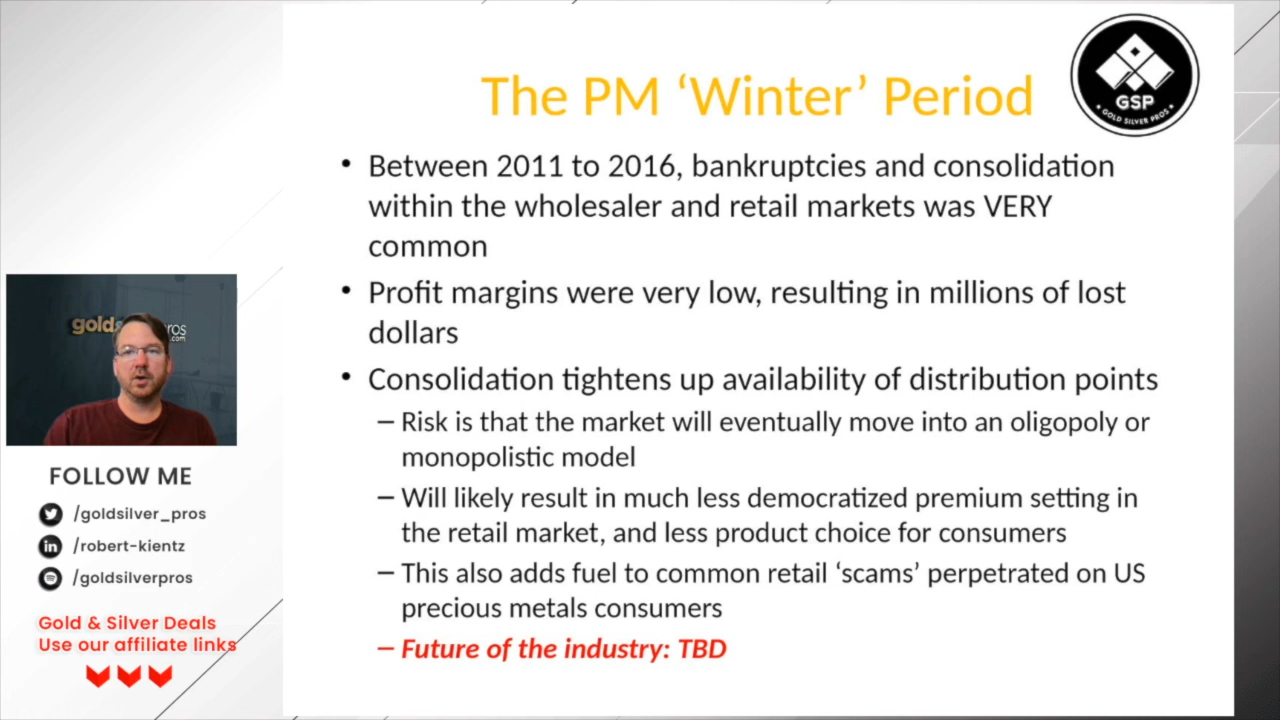 The PM ‘Winter’ Period
GSP
GOLD SILVER PROS
• Between 2011 to 2016, bankruptcies and consolidation
within the wholesaler and retail markets was VERY
common
• Profit margins were very low, resulting in millions of lost
dollars
• Consolidation tightens up availability of distribution points
– Risk is that the market will eventually move into an oligopoly or
monopolistic model
– Will likely result in much less democratized premium setting in
the retail market, and less product choice for consumers
– This also adds fuel to common retail ‘scams’ perpetrated on US
precious metals consumers
– Future of the industry: TBD
gold
ros
.com
FOLLOW ME
/goldsilver_pros
in /robert-kientz
/goldsilverpros
Gold & Silver Deals
Use our affiliate links